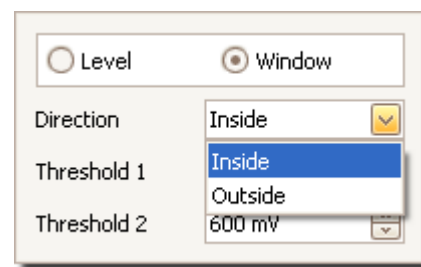 Level Window
Direction Inside
Inside
Threshold 1
Outside
Threshold 2 600 mV